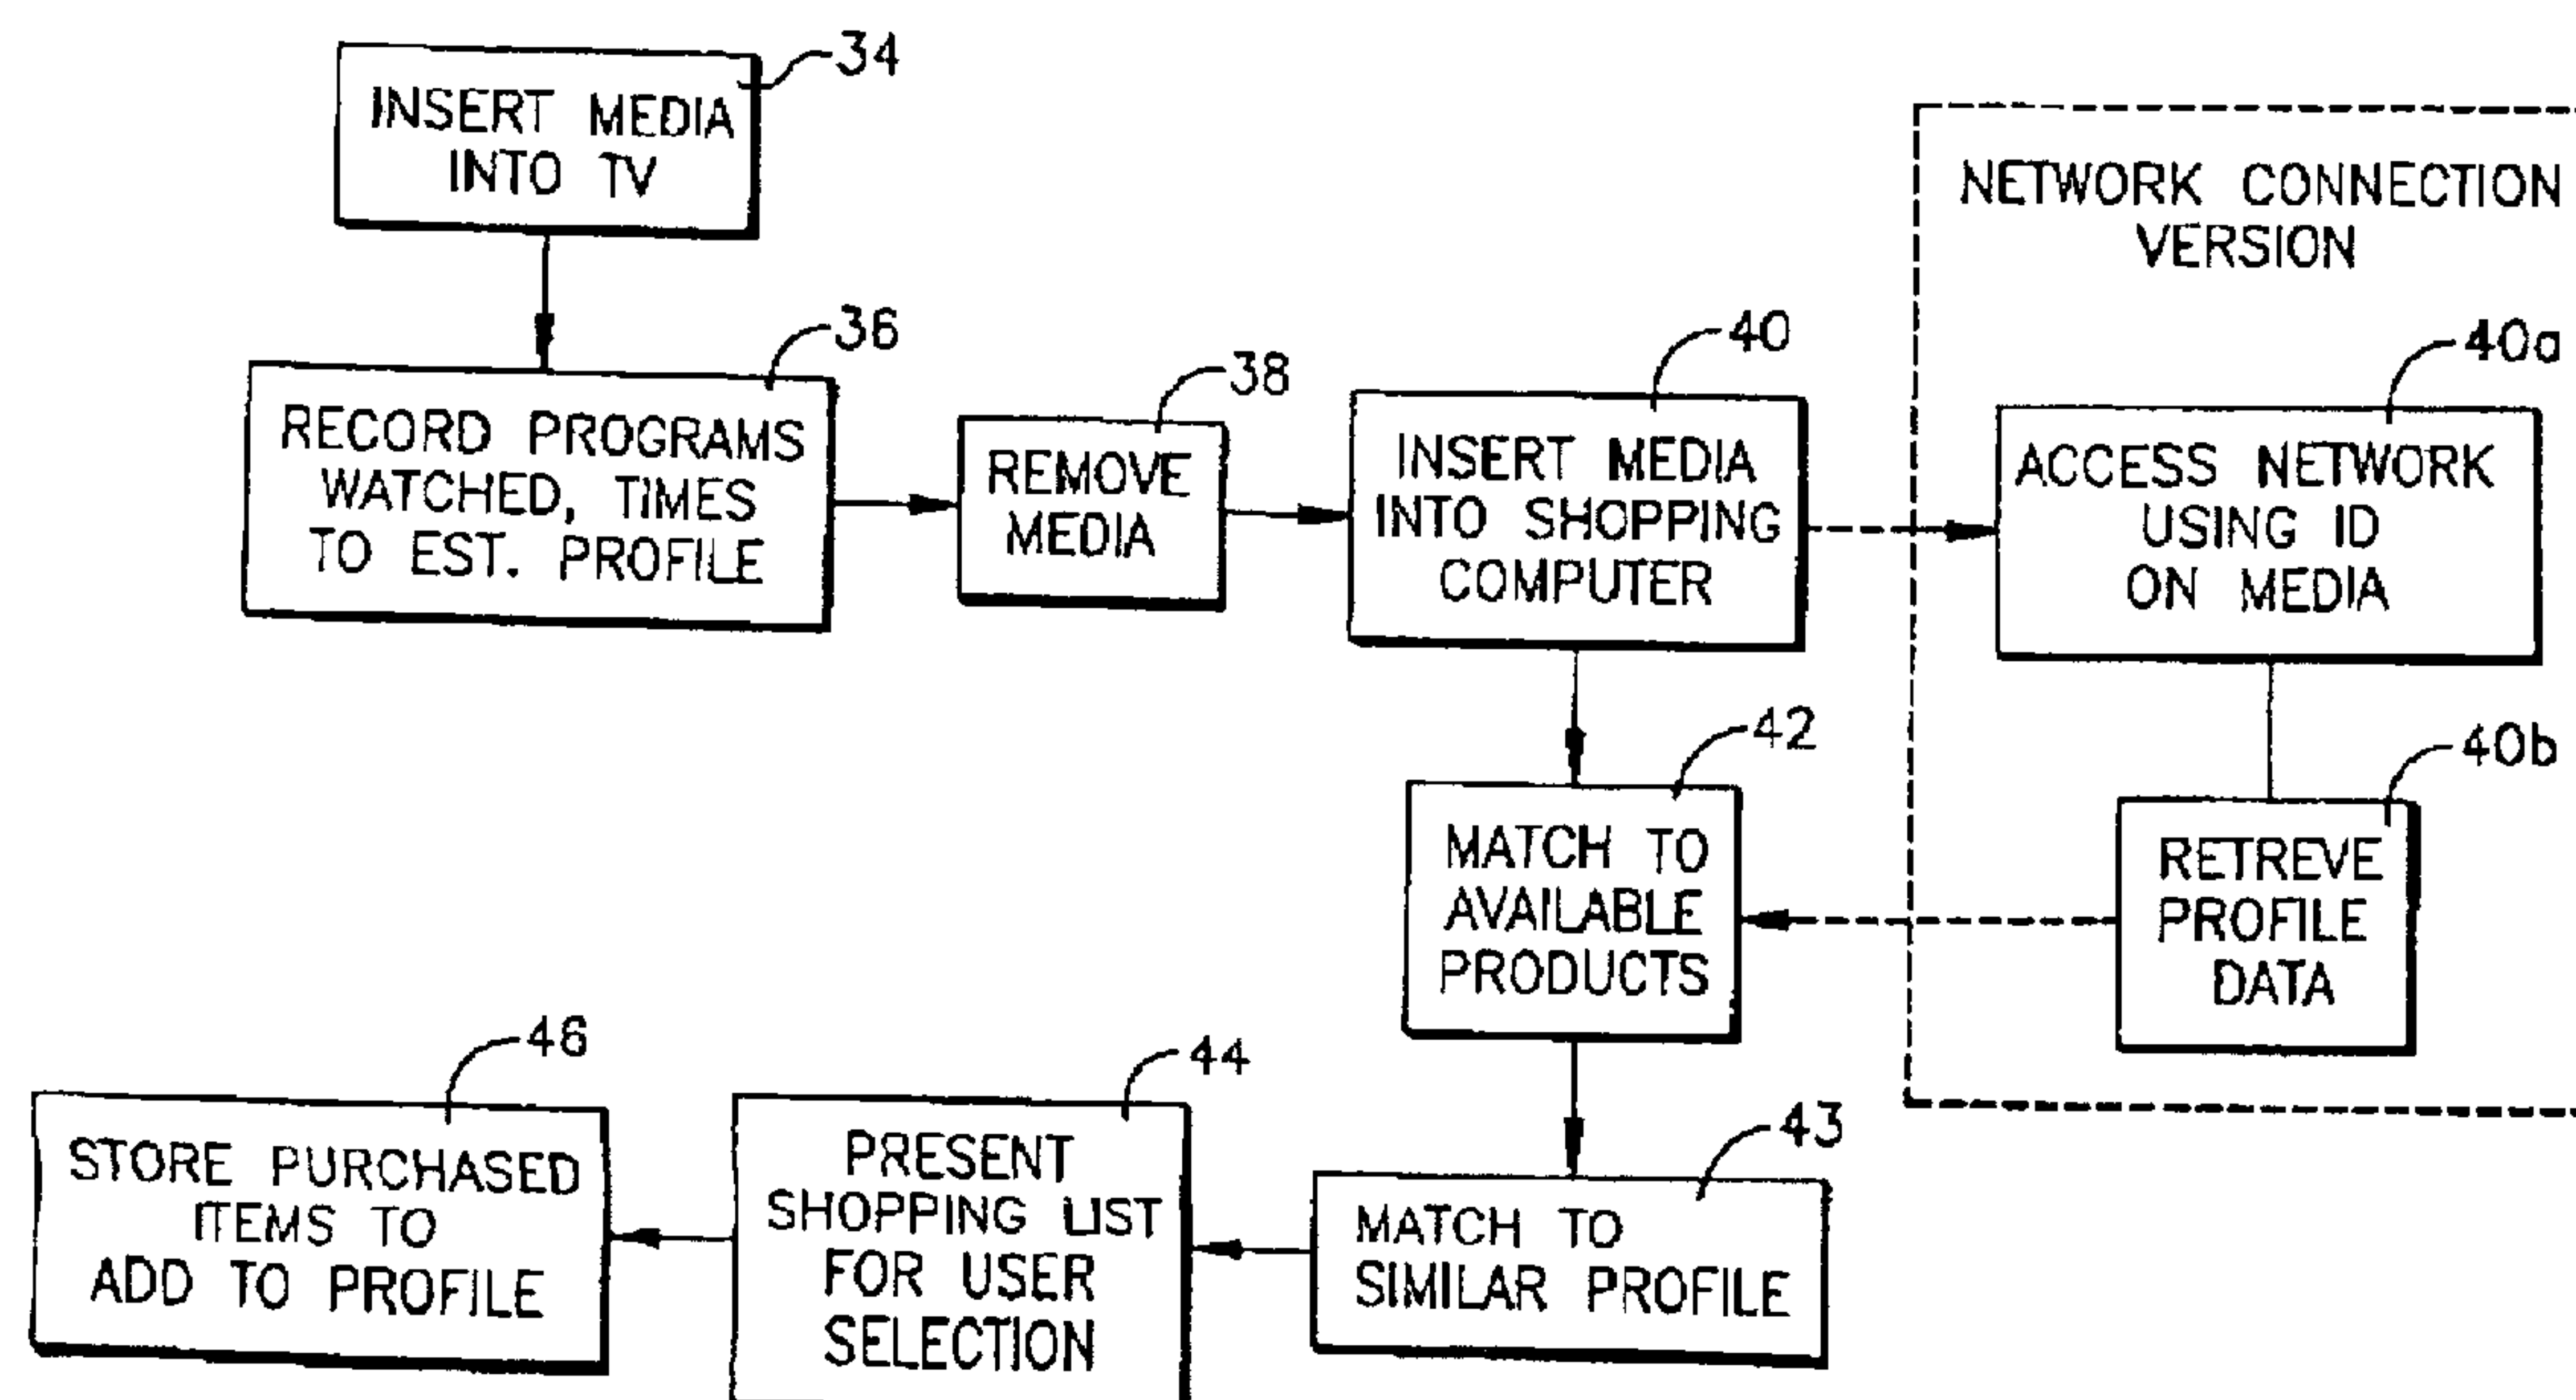 34
INSERT MEDIA
INTO TV
36
RECORD PROGRAMS
WATCHED, TIMES
TO EST. PROFILE
38
REMOVE
MEDIA
40
INSERT MEDIA
INTO SHOPPING
COMPUTER
NETWORK CONNECTION
VERSION
40a
ACCESS NETWORK
USING ID
ON MEDIA
40b
RETREVE
PROFILE
DATA
42
MATCH TO
AVAILABLE
PRODUCTS
43
MATCH TO
SIMILAR PROFILE
44
PRESENT
SHOPPING LIST
FOR USER
SELECTION
46
STORE PURCHASED
ITEMS TO
ADD TO PROFILE